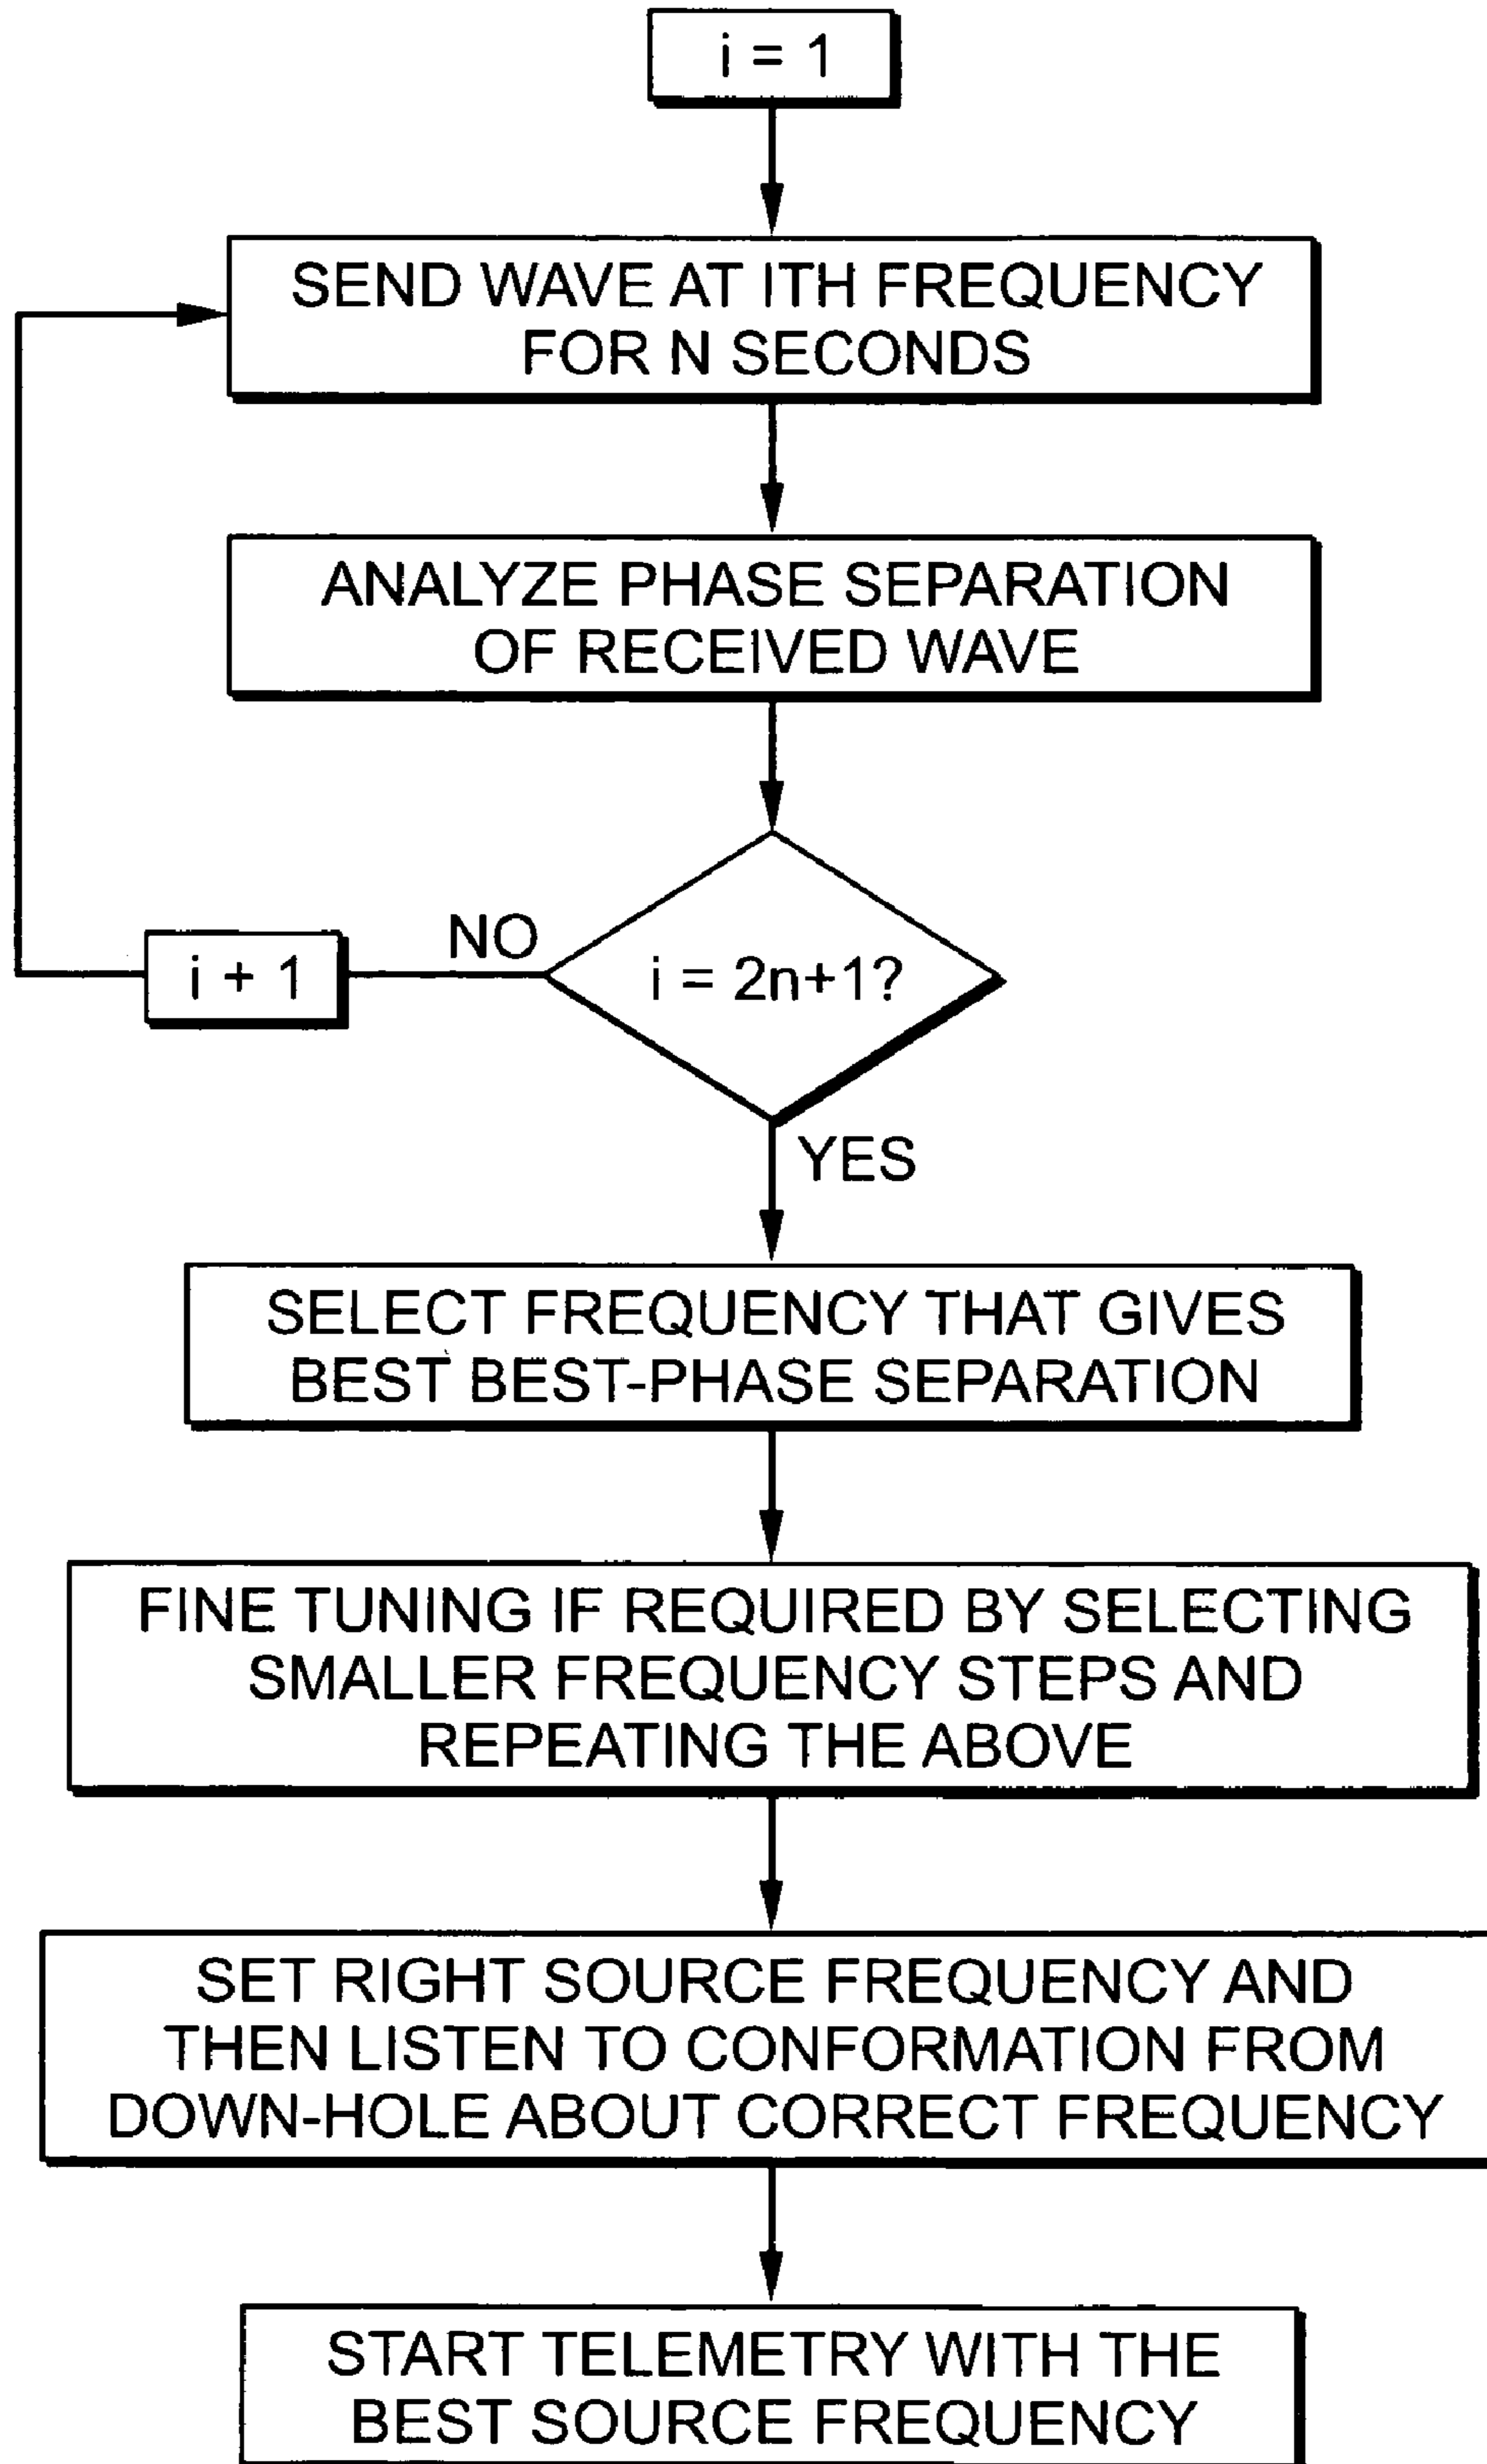 i = 1
SEND WAVE AT ITH FREQUENCY
FOR N SECONDS
ANALYZE PHASE SEPARATION
OF RECEIVED WAVE
NO
i + 1
i = 2n+1?
YES
SELECT FREQUENCY THAT GIVES
BEST BEST-PHASE SEPARATION
FINE TUNING IF REQUIRED BY SELECTING
SMALLER FREQUENCY STEPS AND
REPEATING THE ABOVE
SET RIGHT SOURCE FREQUENCY AND
THEN LISTEN TO CONFORMATION FROM
DOWN-HOLE ABOUT CORRECT FREQUENCY
START TELEMETRY WITH THE
BEST SOURCE FREQUENCY